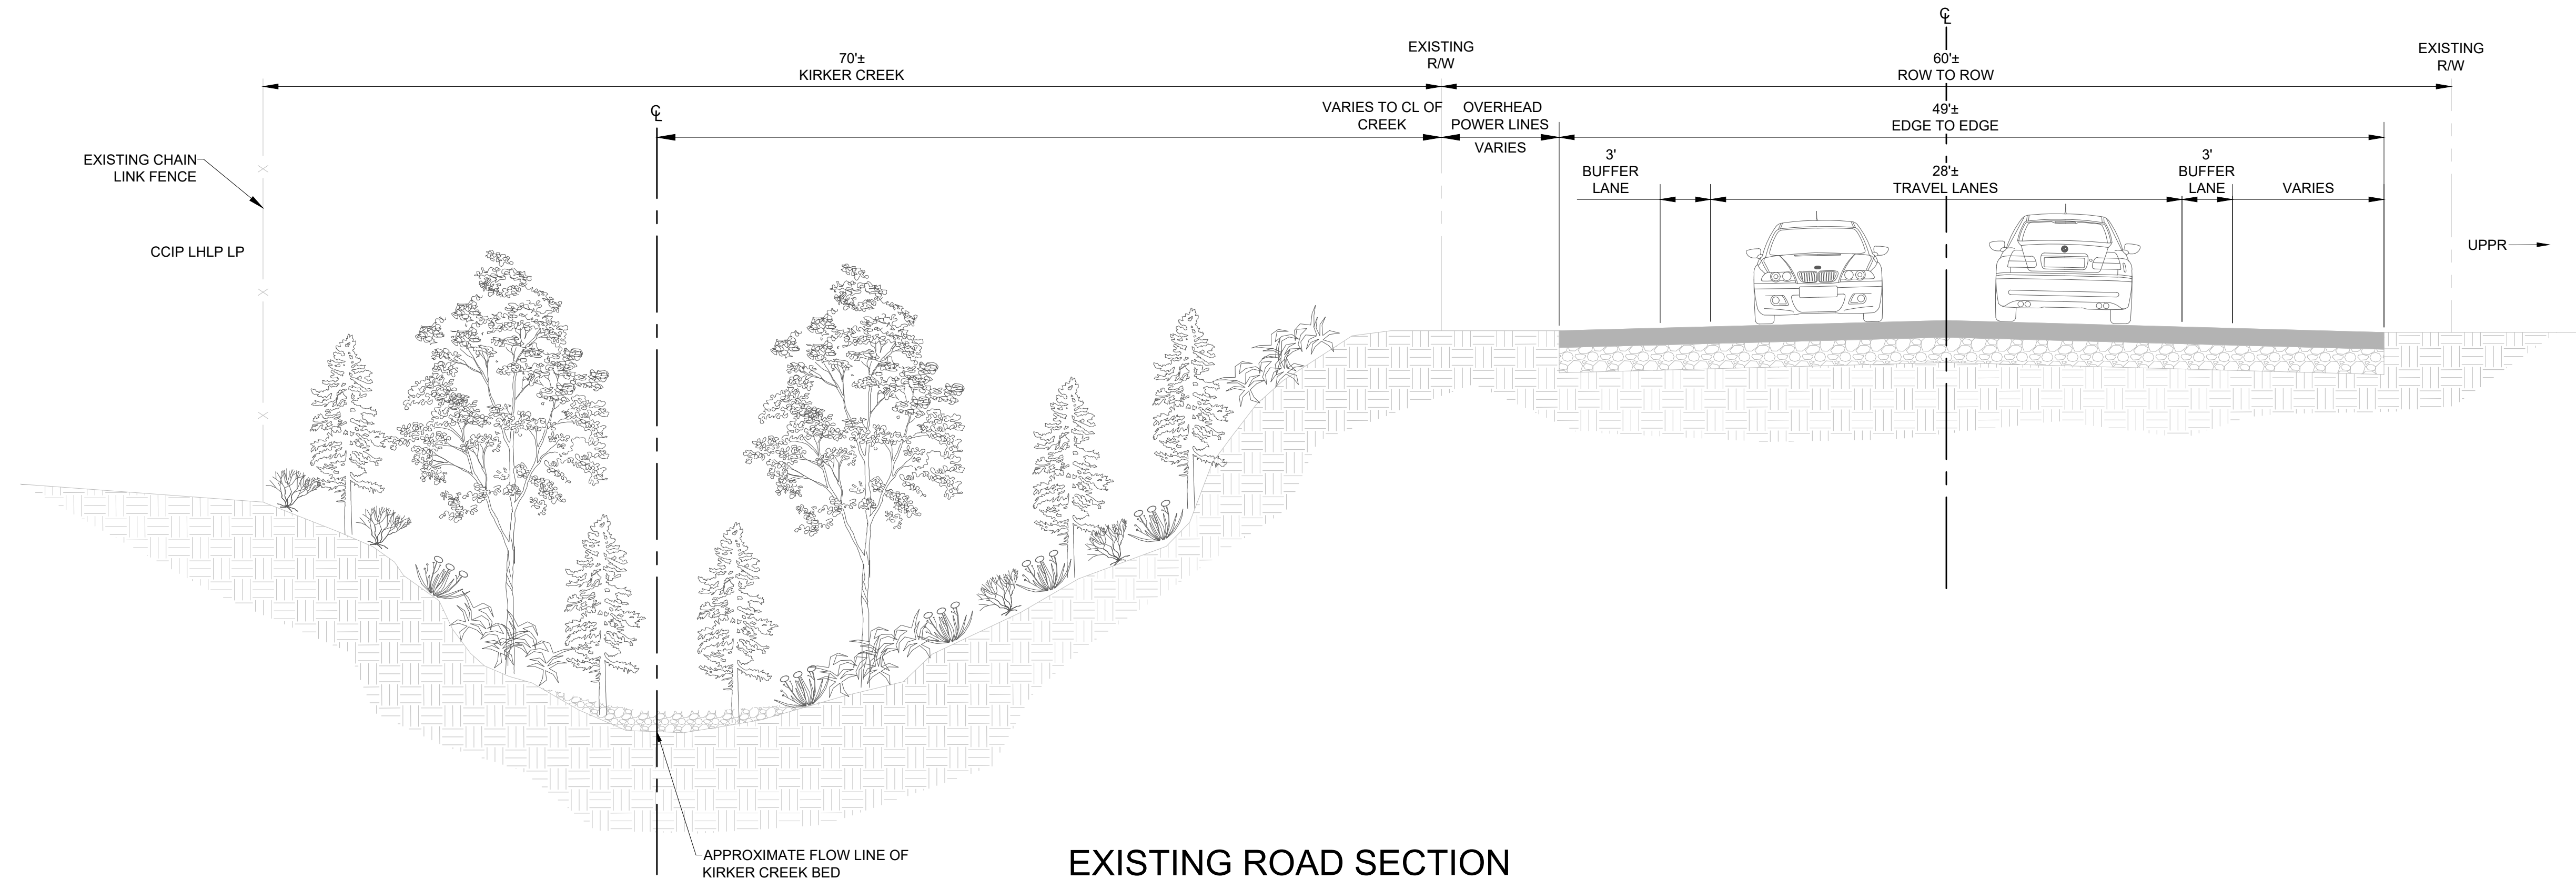 70'±
KIRKER CREEK
EXISTING
R/W
℄
60'±
ROW TO ROW
EXISTING
R/W
℄
VARIES TO CL OF
CREEK
OVERHEAD
POWER LINES
VARIES
49'±
EDGE TO EDGE
EXISTING CHAIN
LINK FENCE
3'
BUFFER
LANE
28'±
TRAVEL LANES
3'
BUFFER
LANE
VARIES
CCIP LHLP LP
UPPR
APPROXIMATE FLOW LINE OF
KIRKER CREEK BED
EXISTING ROAD SECTION